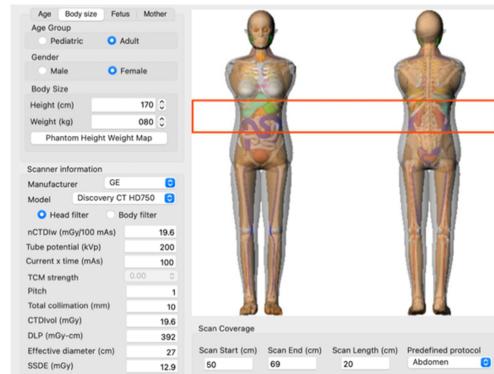 Age Body size Fetus Mother
Age Group
Pediatric Adult
Gender
Male Female
Body Size
Height (cm) 170
Weight (kg) 080
Phantom Height Weight Map
Scanner information
Manufacturer GE
Model Discovery CT HD750
Head filter Body filter
nCTDIw (mGy/100 mAs) 19.6
Tube potential (kVp) 200
Current x time (mAs) 100
TCM strength 0.00
Pitch 1
Total collimation (mm) 10
CTDIvol (mGy) 19.6
DLP (mGy-cm) 392
Effective diameter (cm) 27
SSDE (mGy) 12.9
Scan Coverage
Scan Start (cm) Scan End (cm) Scan Length (cm) Predefined protocol
50 69 20 Abdomen